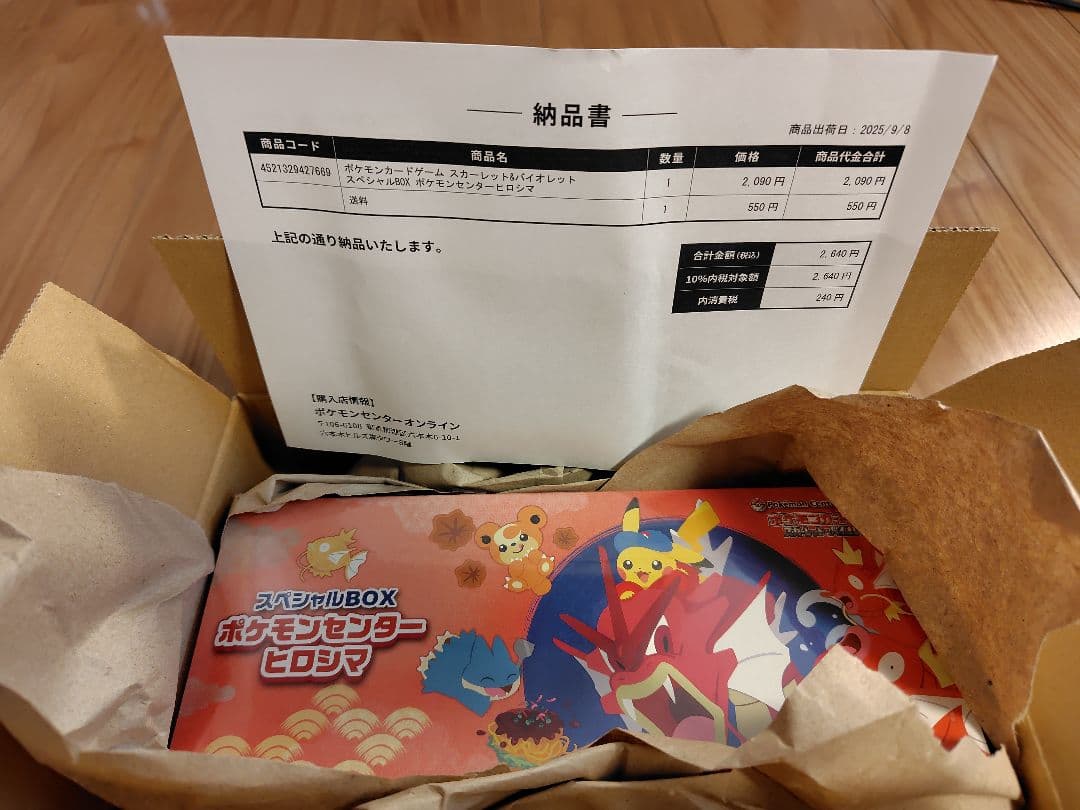 納品書
商品出荷日：2025/9/8
商品コード 商品名 数量 価格 商品代金合計
4521329427669 ポケモンカードゲーム スカーレット&バイオレット 1 2,090 円 2,090 円
スペシャルBOX ポケモンセンターヒロシマ
送料 1 550 円 550 円
上記の通り納品いたします。
合計金額(税込) 2,640 円
10%内税対象額 2,640 円
内消費税 240 円
【購入店情報】
ポケモンセンターオンライン
六本木6-10-1
Pokémon
スペシャルBOX
ポケモンセンター
ヒロシマ